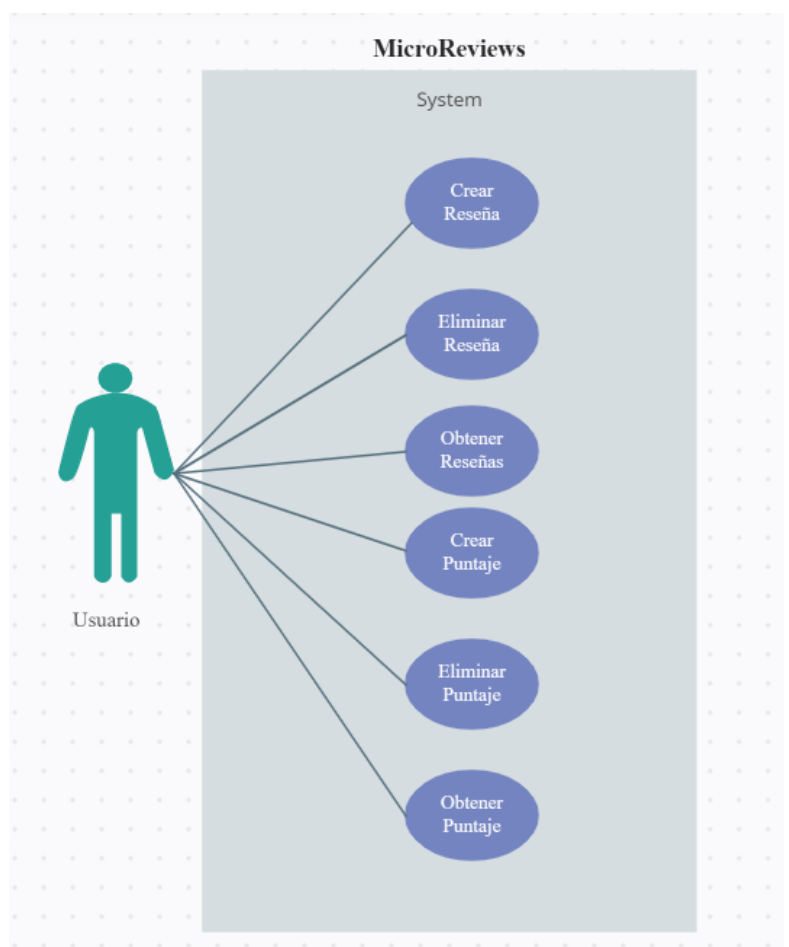 MicroReviews
System
Crear
Reseña
Eliminar
Reseña
Obtener
Reseñas
Crear
Puntaje
Eliminar
Puntaje
Obtener
Puntaje
Usuario